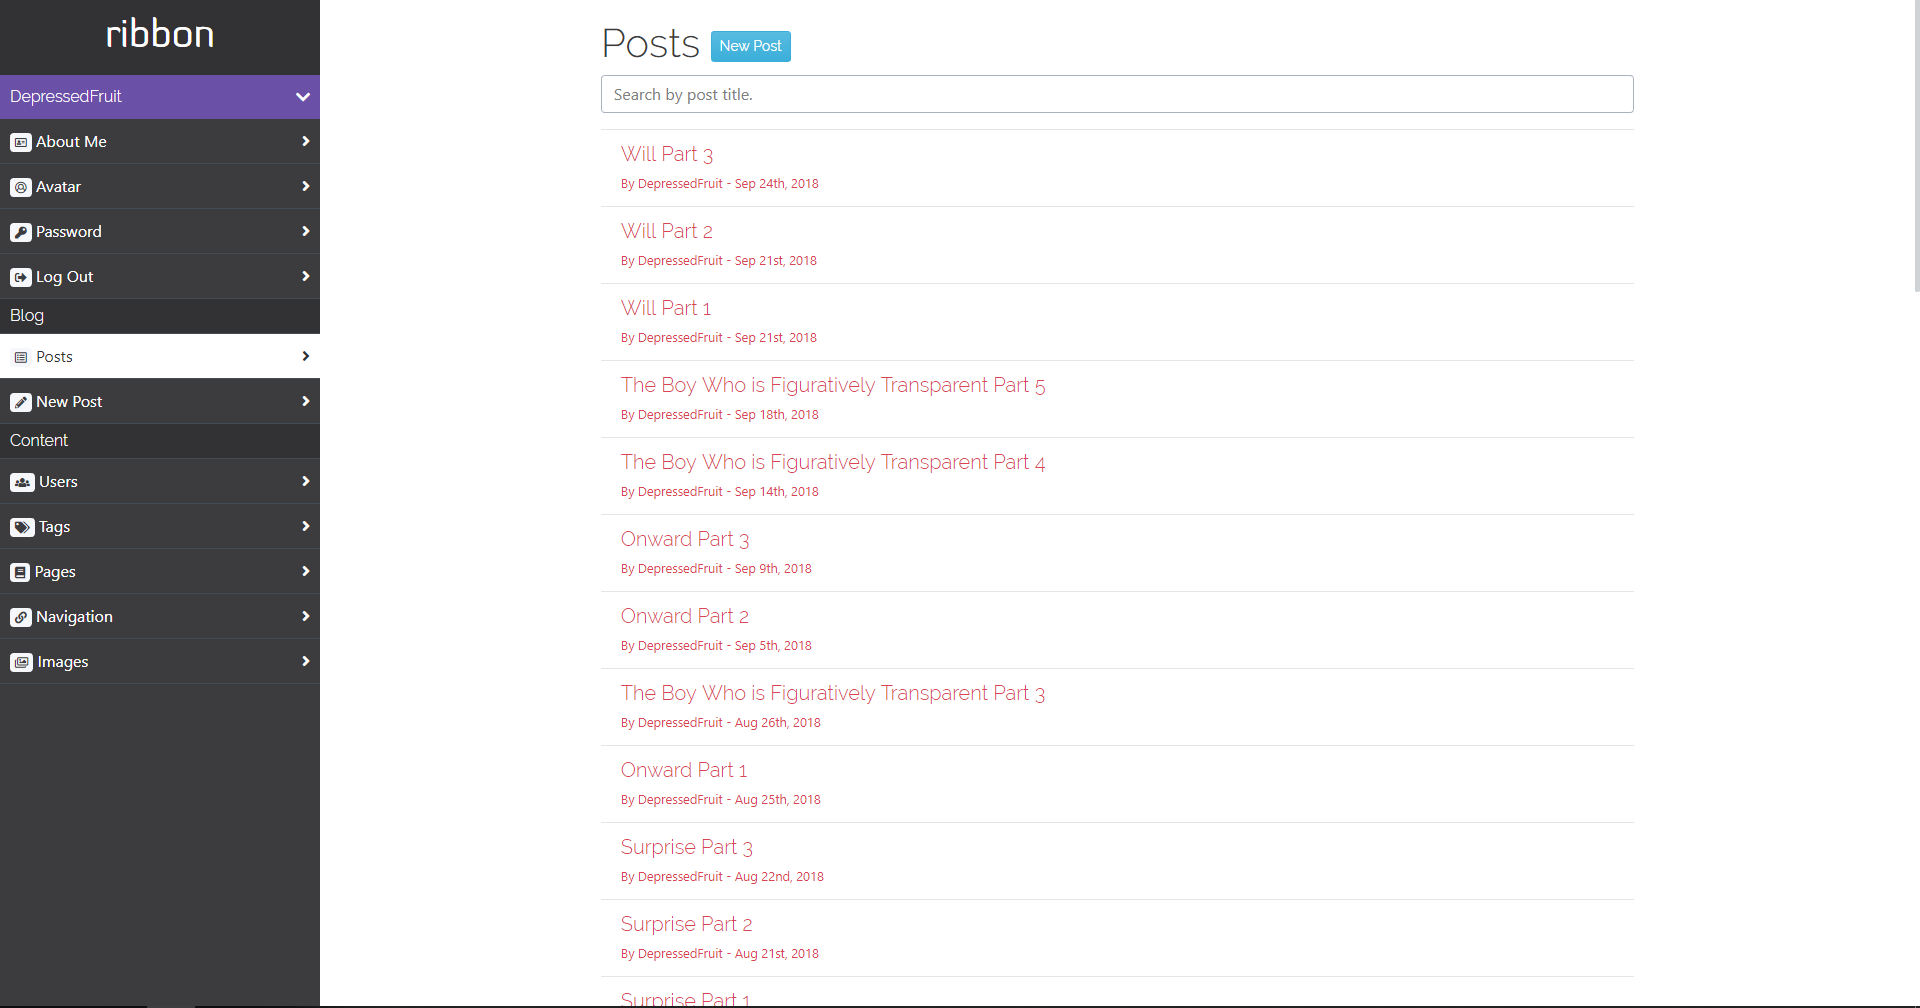 ribbon
DepressedFruit
About Me
Avatar
Password
Log Out
Blog
Posts
New Post
Content
Users
Tags
Pages
Navigation
Images
Posts New Post
Search by post title.
Will Part 3
By DepressedFruit - Sep 24th, 2018
Will Part 2
By DepressedFruit - Sep 21st, 2018
Will Part 1
By DepressedFruit - Sep 21st, 2018
The Boy Who is Figuratively Transparent Part 5
By DepressedFruit - Sep 18th, 2018
The Boy Who is Figuratively Transparent Part 4
By DepressedFruit - Sep 14th, 2018
Onward Part 3
By DepressedFruit - Sep 9th, 2018
Onward Part 2
By DepressedFruit - Sep 5th, 2018
The Boy Who is Figuratively Transparent Part 3
By DepressedFruit - Aug 26th, 2018
Onward Part 1
By DepressedFruit - Aug 25th, 2018
Surprise Part 3
By DepressedFruit - Aug 22nd, 2018
Surprise Part 2
By DepressedFruit - Aug 21st, 2018
Surprise Part 1